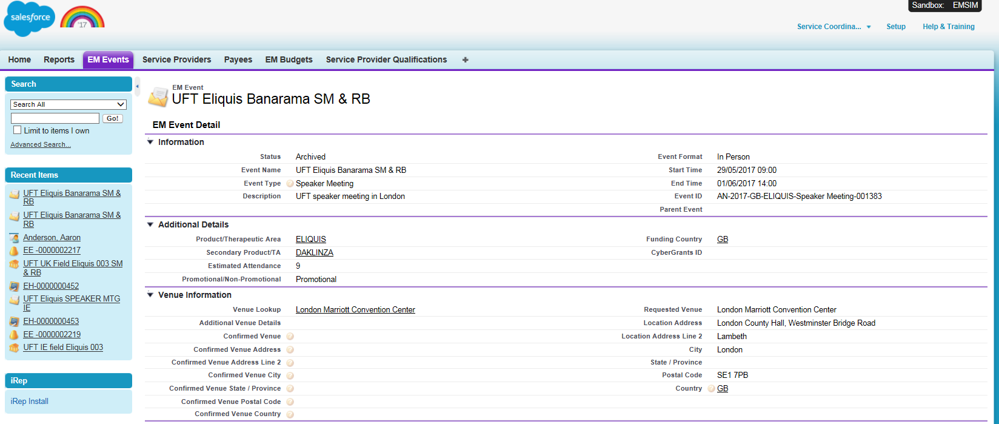 Sandbox: EMSIM
salesforce
'17
Service Coordina... Setup Help & Training
Home Reports EM Events Service Providers Payees EM Budgets Service Provider Qualifications +
Search
Search All
Go!
Limit to items I own
Advanced Search...
Recent Items
UFT Eliquis Banarama SM &
RB
UFT Eliquis Banarama SM &
RB
Anderson, Aaron
EE -0000002217
UFT UK Field Eliquis 003 SM
& RB
EH-0000000452
UFT Eliquis SPEAKER MTG
IE
EH-0000000453
EE -0000002219
UFT IE field Eliquis 003
iRep
iRep Install
EM Event
UFT Eliquis Banarama SM & RB
EM Event Detail
Information
Status Archived Event Format In Person
Event Name UFT Eliquis Banarama SM & RB Start Time 29/05/2017 09:00
Event Type ? Speaker Meeting End Time 01/06/2017 14:00
Description UFT speaker meeting in London Event ID AN-2017-GB-ELIQUIS-Speaker Meeting-001383
Parent Event
Additional Details
Product/Therapeutic Area ELIQUIS Funding Country GB
Secondary Product/TA DAKLINZA CyberGrants ID
Estimated Attendance 9
Promotional/Non-Promotional Promotional
Venue Information
Venue Lookup London Marriott Convention Center Requested Venue London Marriott Convention Center
Additional Venue Details Location Address London County Hall, Westminster Bridge Road
Confirmed Venue ? Location Address Line 2 Lambeth
Confirmed Venue Address ? City London
Confirmed Venue Address Line 2 ? State / Province
Confirmed Venue City ? Postal Code SE1 7PB
Confirmed Venue State / Province ? Country ? GB
Confirmed Venue Postal Code ?
Confirmed Venue Country ?